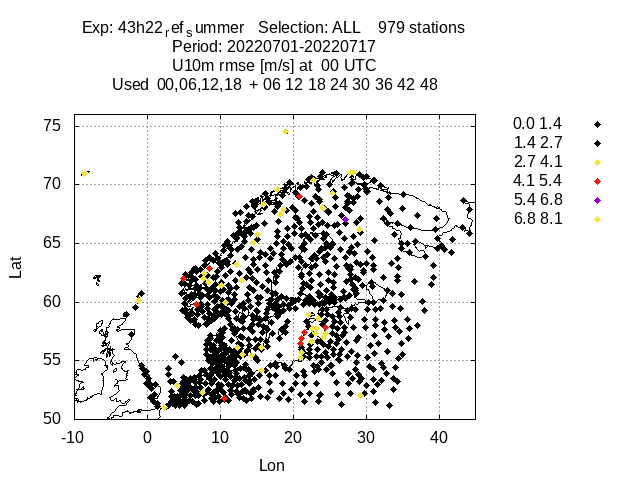 Exp: 43h22refsummer   Selection: ALL    979 stations
Period: 20220701-20220717
U10m rmse [m/s] at  00 UTC
Used  00,06,12,18  + 06 12 18 24 30 36 42 48
75
70
65
60
55
50
Lat
-10 0 10 20 30 40
Lon
0.0 1.4
1.4 2.7
2.7 4.1
4.1 5.4
5.4 6.8
6.8 8.1